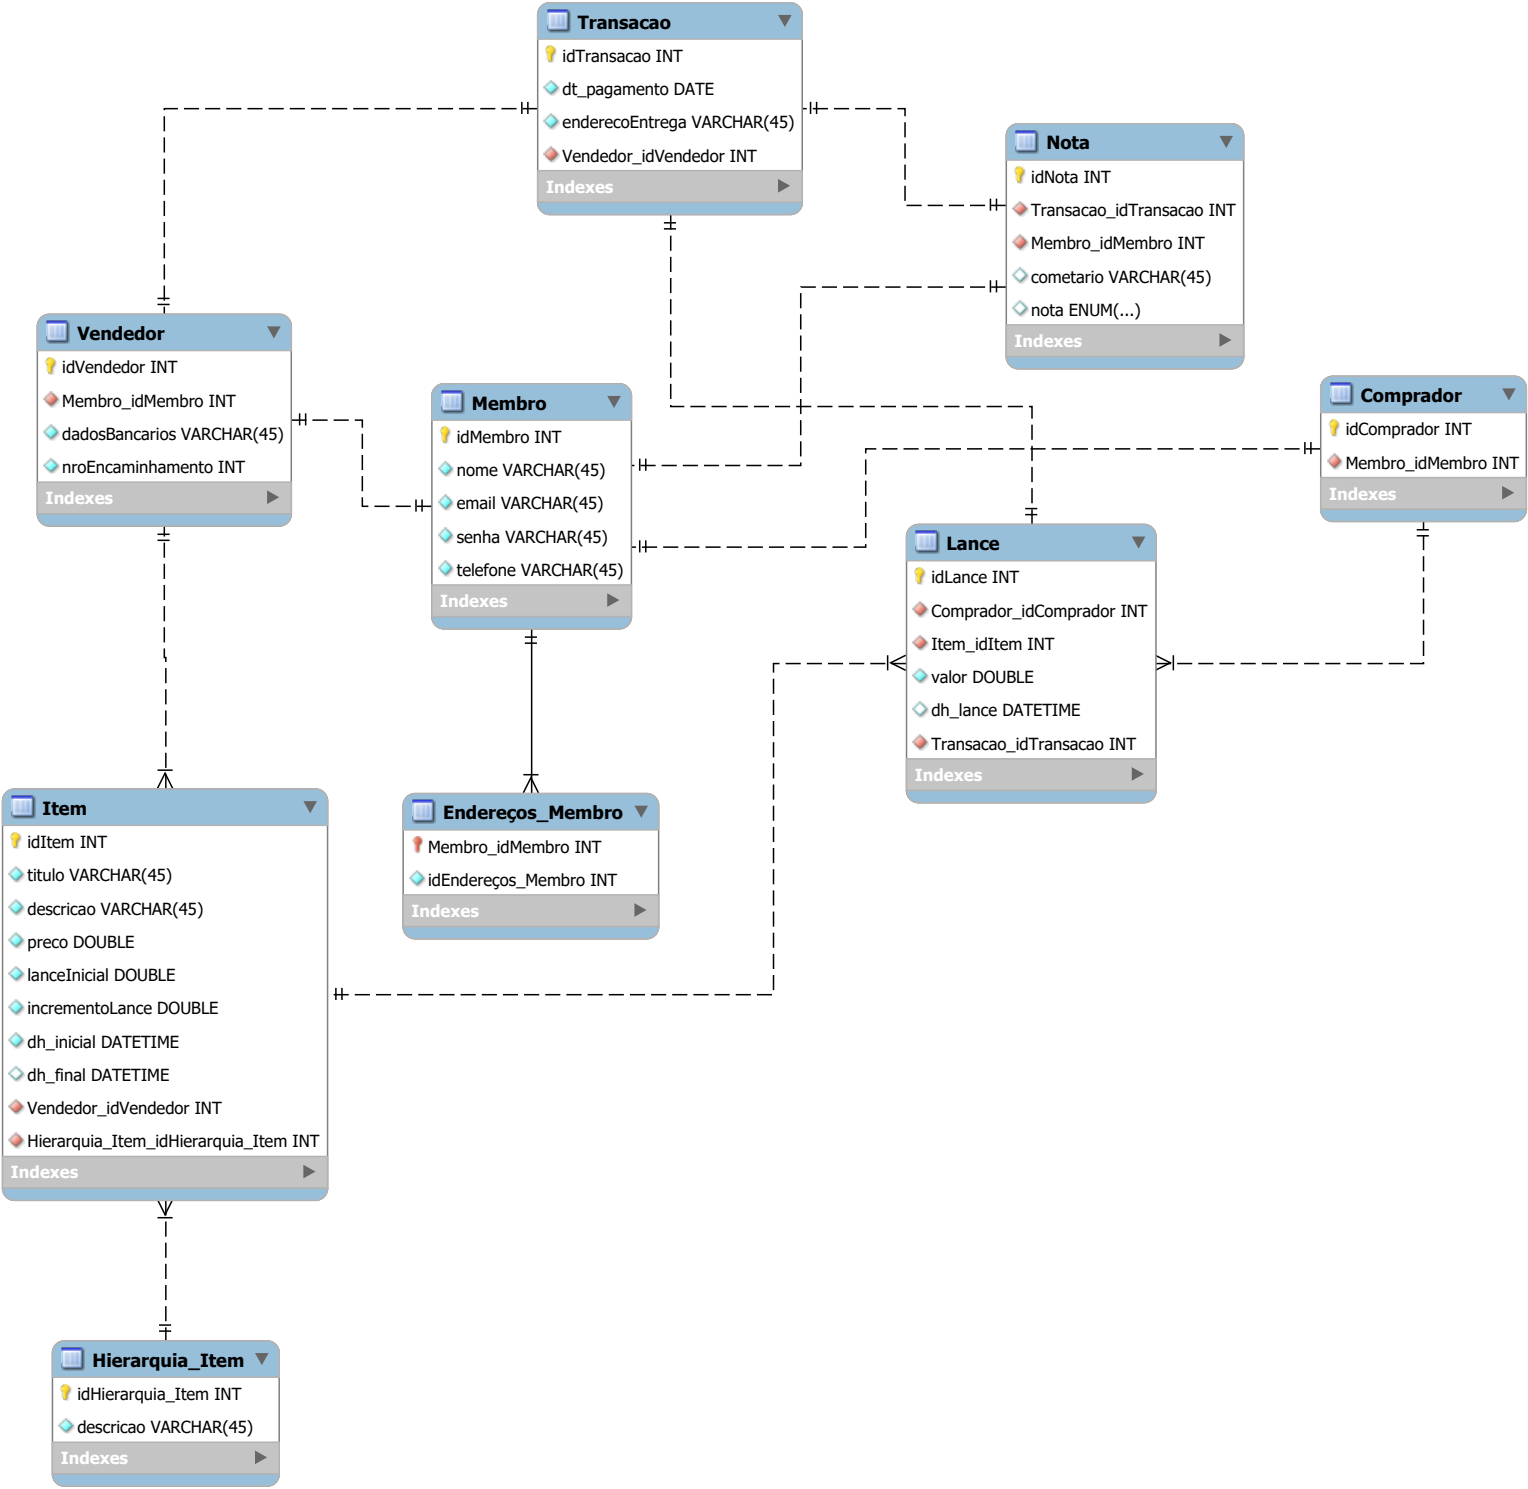 Transacao
idTransacao INT
dt_pagamento DATE
enderecoEntrega VARCHAR(45)
Vendedor_idVendedor INT
Indexes
Nota
idNota INT
Transacao_idTransacao INT
Membro_idMembro INT
cometario VARCHAR(45)
nota ENUM(...)
Indexes
Vendedor
idVendedor INT
Membro_idMembro INT
dadosBancarios VARCHAR(45)
nroEncaminhamento INT
Indexes
Membro
idMembro INT
nome VARCHAR(45)
email VARCHAR(45)
senha VARCHAR(45)
telefone VARCHAR(45)
Indexes
Comprador
idComprador INT
Membro_idMembro INT
Indexes
Lance
idLance INT
Comprador_idComprador INT
Item_idItem INT
valor DOUBLE
dh_lance DATETIME
Transacao_idTransacao INT
Indexes
Item
idItem INT
titulo VARCHAR(45)
descricao VARCHAR(45)
preco DOUBLE
lanceInicial DOUBLE
incrementoLance DOUBLE
dh_inicial DATETIME
dh_final DATETIME
Vendedor_idVendedor INT
Hierarquia_Item_idHierarquia_Item INT
Indexes
Endereços_Membro
Membro_idMembro INT
idEndereços_Membro INT
Indexes
Hierarquia_Item
idHierarquia_Item INT
descricao VARCHAR(45)
Indexes